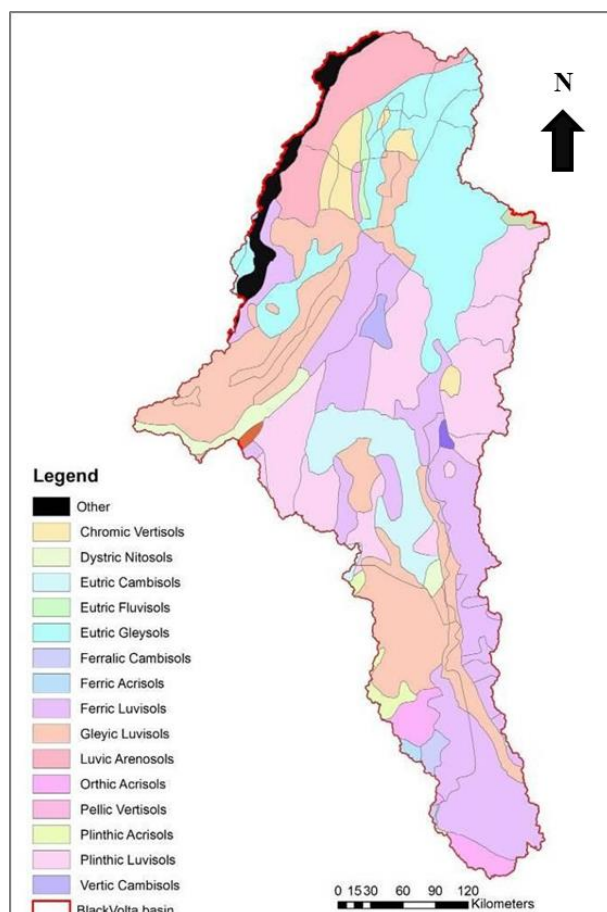 N
Legend
Other
Chromic Vertisols
Dystric Nitosols
Eutric Cambisols
Eutric Fluvisols
Eutric Gleysols
Ferralic Cambisols
Ferric Acrisols
Ferric Luvisols
Gleyic Luvisols
Luvic Arenosols
Orthic Acrisols
Pellic Vertisols
Plinthic Acrisols
Plinthic Luvisols
Vertic Cambisols
BlackVolta basin
0 15 30 60 90 120
Kilometers